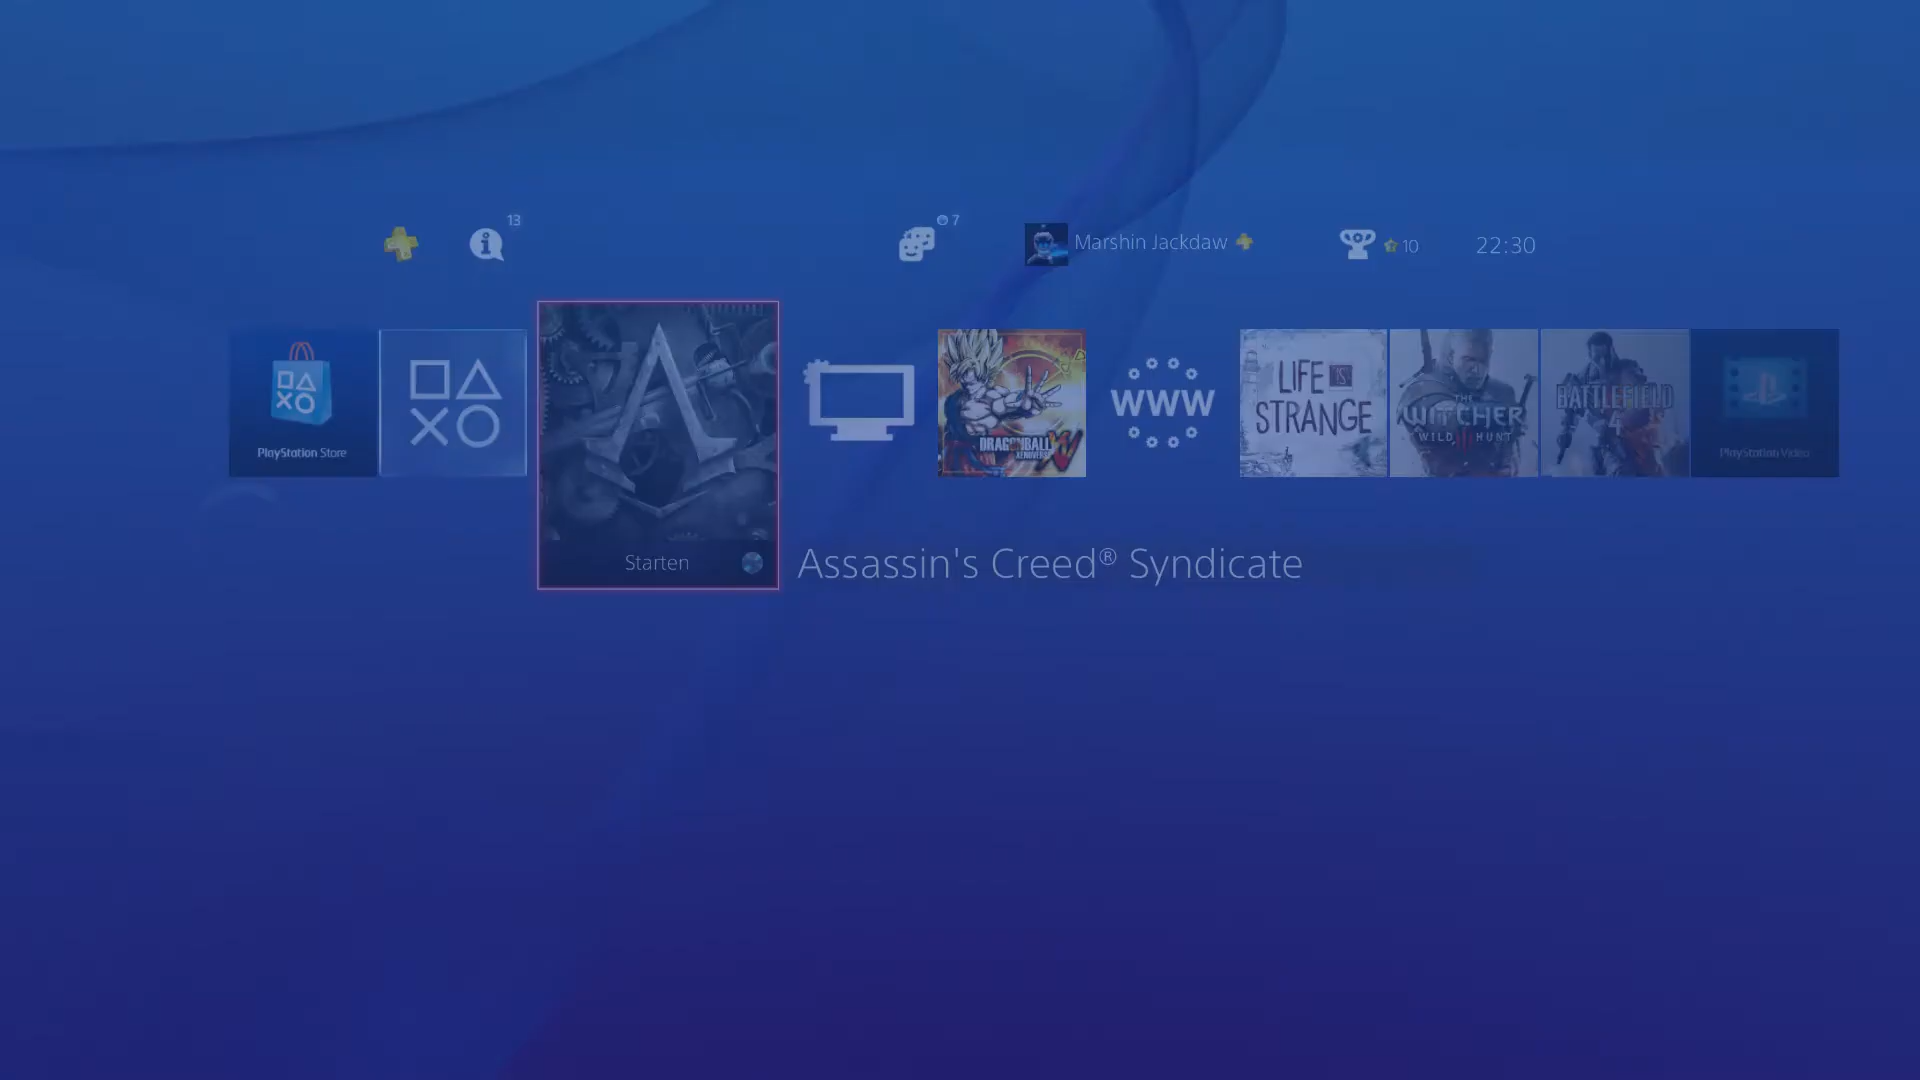 13
7
Marshin Jackdaw
10
22:30
PlayStation Store
Starten
Assassin's Creed® Syndicate
DRAGONBALL
XENOVERSE
XV
WWW
LIFE IS
STRANGE
THE
WITCHER
WILD HUNT
BATTLEFIELD
4
PlayStation Video